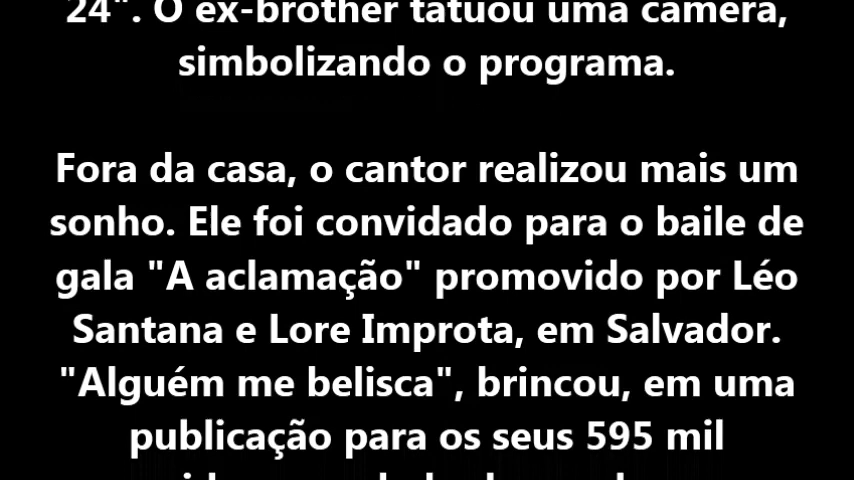 24". O ex-brother tatuou uma câmera,
simbolizando o programa.
Fora da casa, o cantor realizou mais um
sonho. Ele foi convidado para o baile de
gala "A aclamação" promovido por Léo
Santana e Lore Improta, em Salvador.
"Alguém me belisca", brincou, em uma
publicação para os seus 595 mil